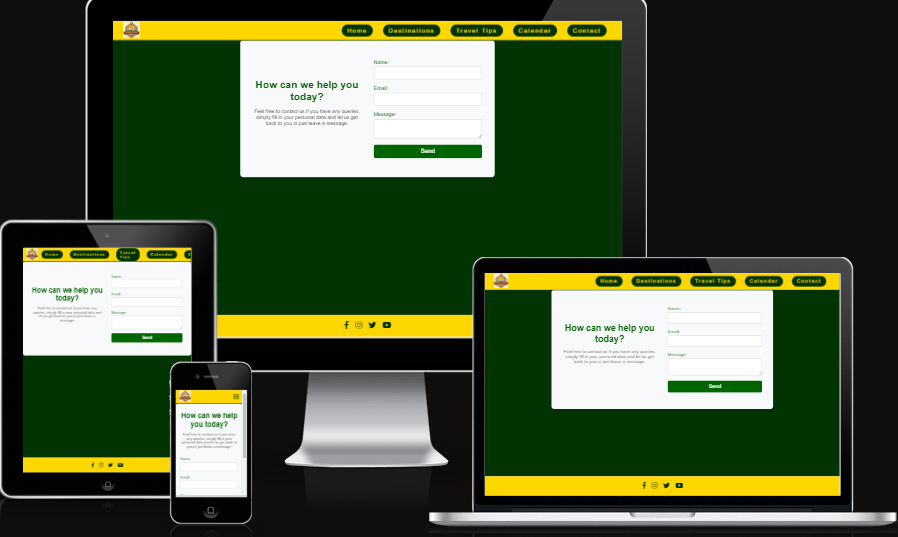 Home Destinations Travel Tips Calendar Contact
How can we help you
today?
Feel free to contact us if you have any queries,
simply fill in your personal data and let us get
back to you or just leave a message.
Name:
Email:
Message:
Send
Home Destinations Travel
Tips Calendar
How can we help you
today?
Feel free to contact us if you have any
queries, simply fill in your personal data and
let us get back to you or just leave a
message.
Name:
Email:
Message:
Send
How can we help
you today?
Feel free to contact us if you have
any queries, simply fill in your
personal data and let us get back to
you or just leave a message.
Name:
Email:
Home Destinations Travel Tips Calendar Contact
How can we help you
today?
Feel free to contact us if you have any queries,
simply fill in your personal data and let us get
back to you or just leave a message.
Name:
Email:
Message:
Send